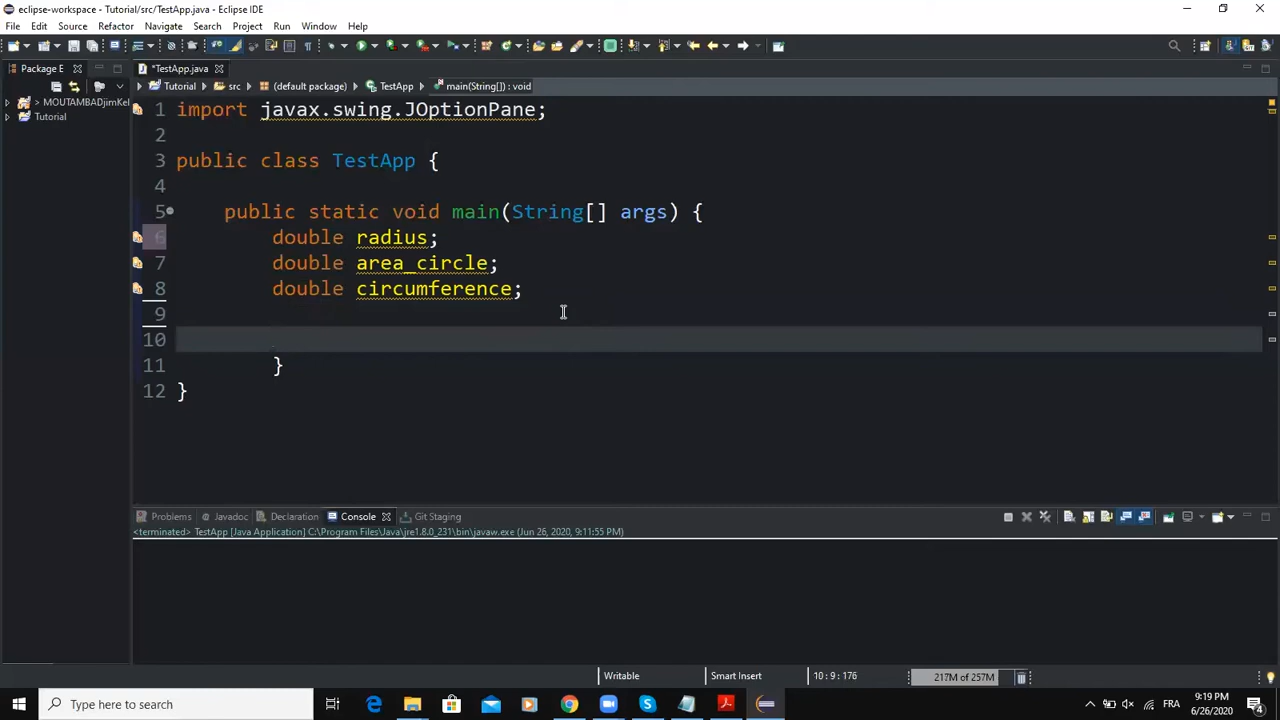 eclipse-workspace - Tutorial/src/TestApp.java - Eclipse IDE
File Edit Source Refactor Navigate Search Project Run Window Help
Package E
*TestApp.java
Tutorial src (default package) TestApp main(String[]) : void
> MOUTAMBADjimKel
Tutorial
1 import javax.swing.JOptionPane;
2
3 public class TestApp {
4
5 public static void main(String[] args) {
6 double radius;
7 double area_circle;
8 double circumference;
9
10
11 }
12 }
Problems Javadoc Declaration Console Git Staging
<terminated> TestApp [Java Application] C:\Program Files\Java\jre1.8.0_231\bin\javaw.exe (Jun 26, 2020, 9:11:55 PM)
Writable Smart Insert 10 : 9 : 176 217M of 257M
Type here to search
FRA
9:19 PM
6/26/2020
4